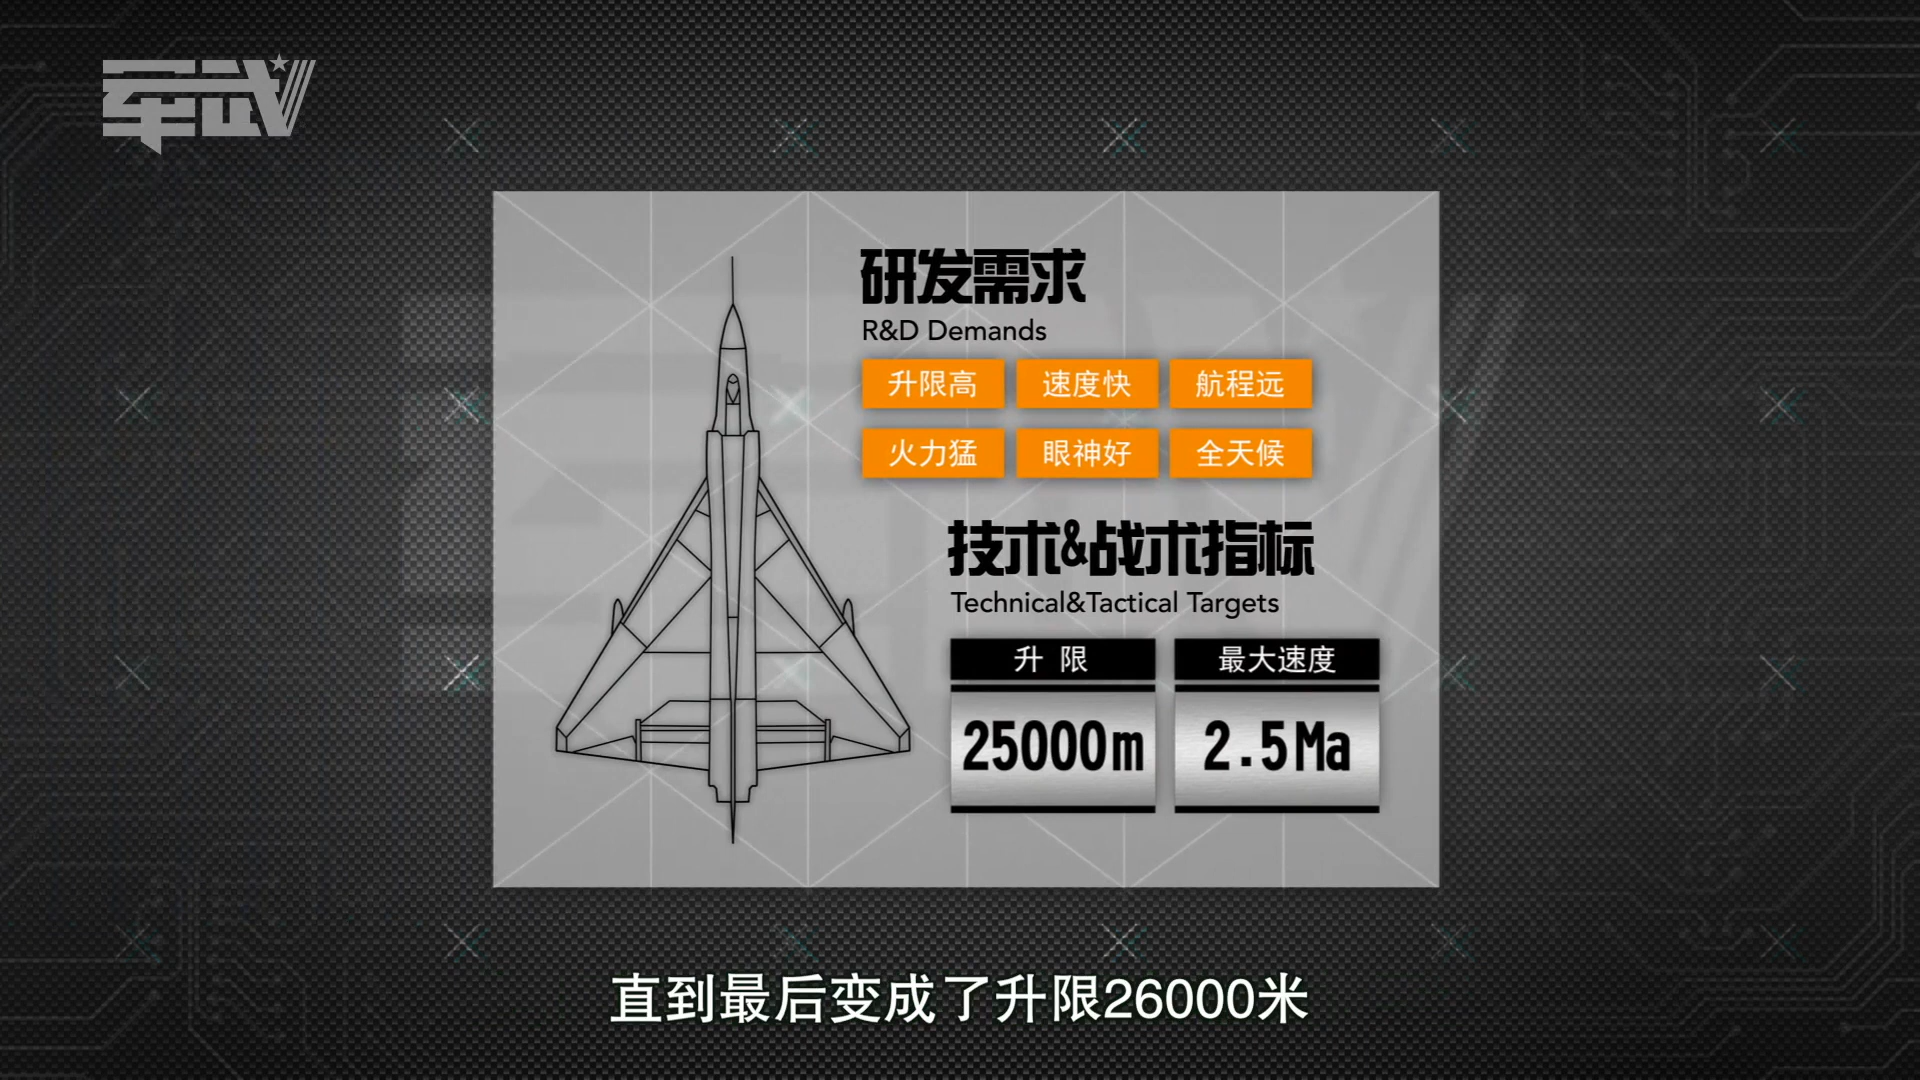 军武
研发需求
R&D Demands
升限高 速度快 航程远
火力猛 眼神好 全天候
技术&战术指标
Technical&Tactical Targets
升 限 最大速度
25000m 2.5Ma
直到最后变成了升限26000米